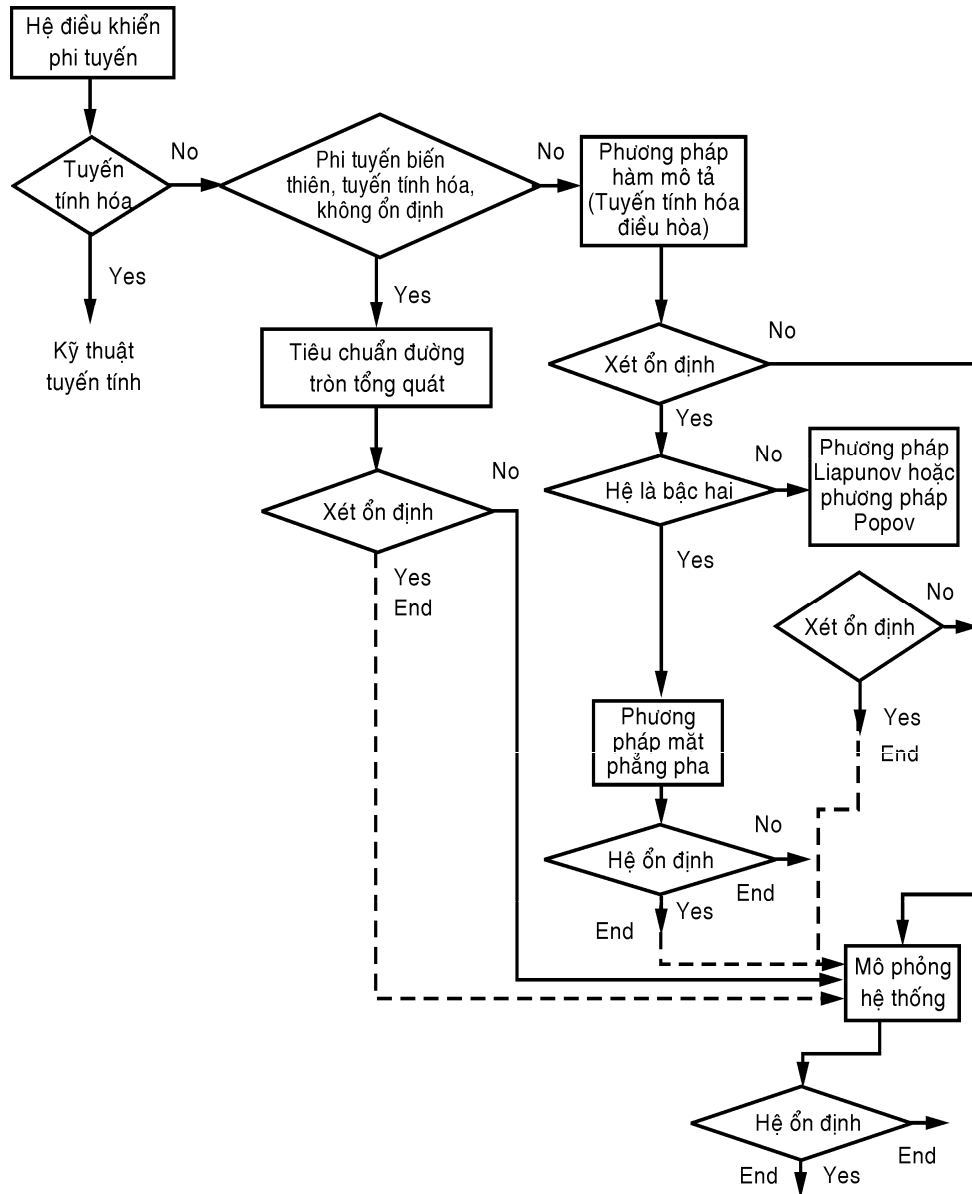 Hệ điều khiển
phi tuyến
Tuyến
tính hóa
No
Yes
Kỹ thuật
tuyến tính
Phi tuyến biến
thiên, tuyến tính hóa,
không ổn định
No
Yes
Phương pháp
hàm mô tả
(Tuyến tính hóa
điều hòa)
Tiêu chuẩn đường
tròn tổng quát
Xét ổn định
No
Yes
Hệ là bậc hai
No
Yes
Phương pháp
Liapunov hoặc
phương pháp
Popov
Xét ổn định
No
Yes
End
Xét ổn định
No
Yes
End
Phương
pháp măt
phẳng pha
Hệ ổn định
No
End
Yes
End
Mô phỏng
hệ thống
Hệ ổn định
End
End
Yes